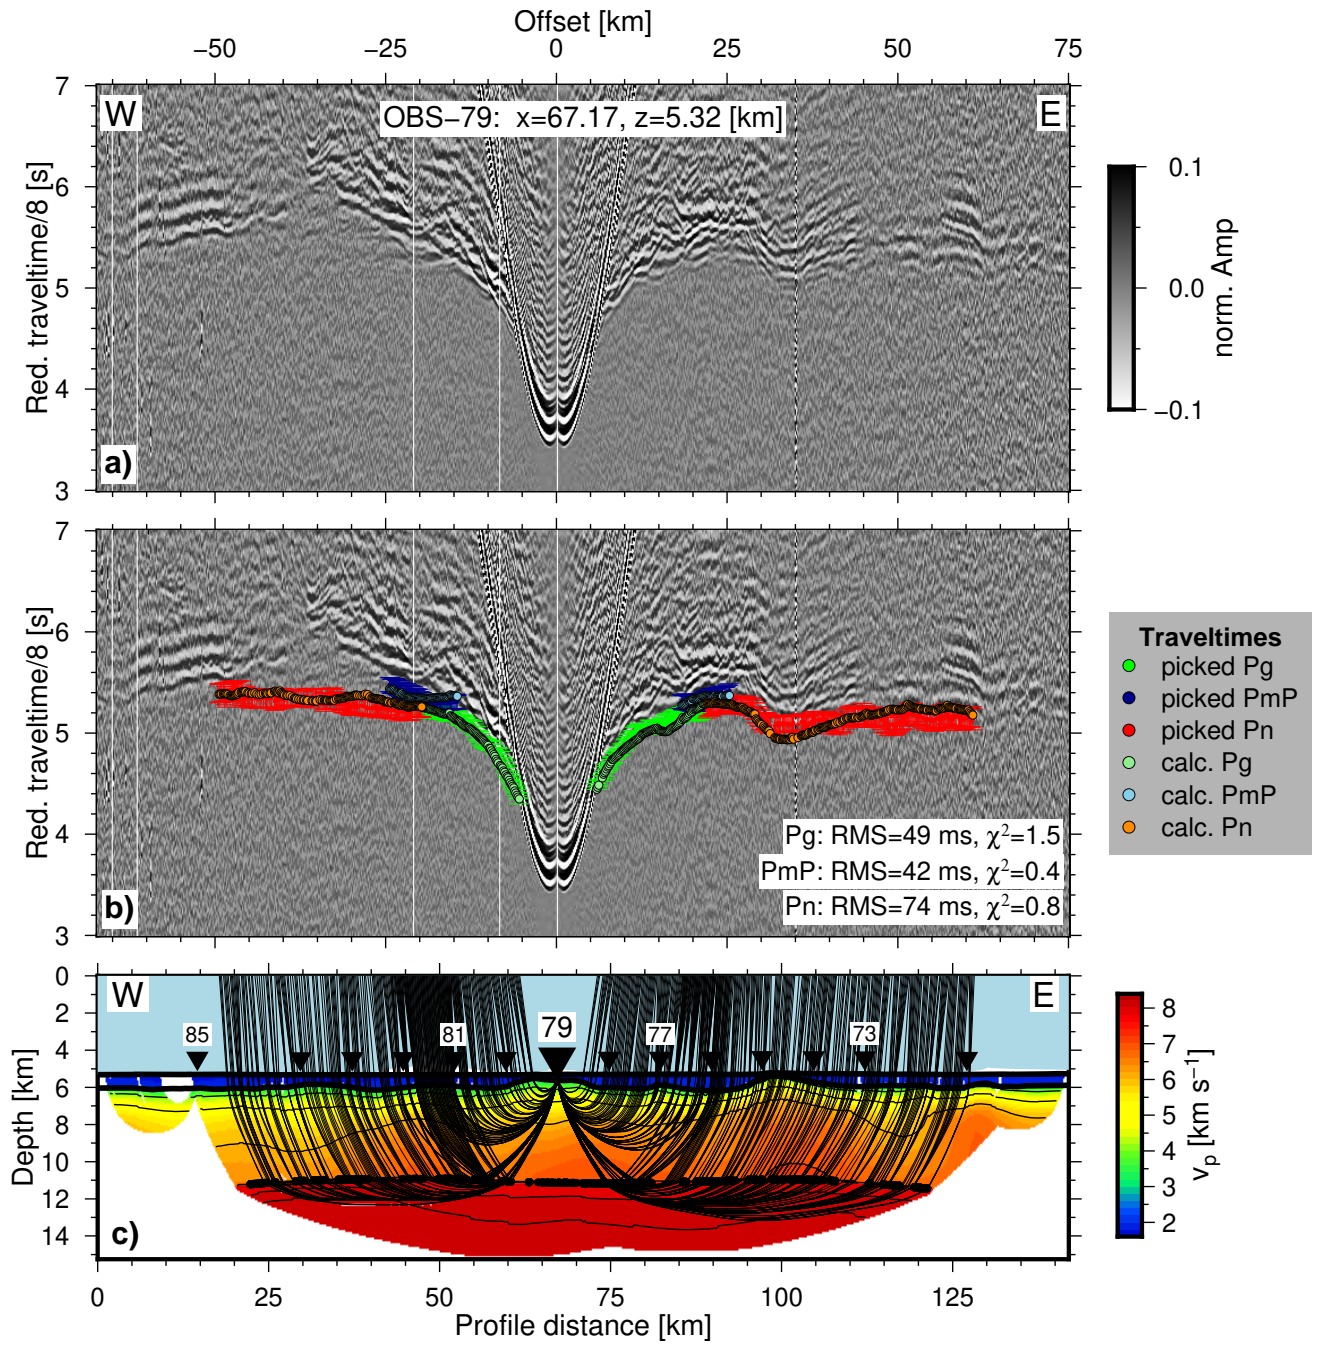 Offset [km]
−50 −25 0 25 50 75
7
W
OBS−79: x=67.17, z=5.32 [km]
E
6
5
4
3
Red. traveltime/8 [s]
a)
0.1
0.0
−0.1
norm. Amp
7
6
5
4
3
Red. traveltime/8 [s]
Pg: RMS=49 ms, χ²=1.5
PmP: RMS=42 ms, χ²=0.4
Pn: RMS=74 ms, χ²=0.8
b)
Traveltimes
picked Pg
picked PmP
picked Pn
calc. Pg
calc. PmP
calc. Pn
0
2
4
6
8
10
12
14
Depth [km]
W
E
85 81 79 77 73
c)
8
7
6
5
4
3
2
vₚ [km s⁻¹]
0 25 50 75 100 125
Profile distance [km]